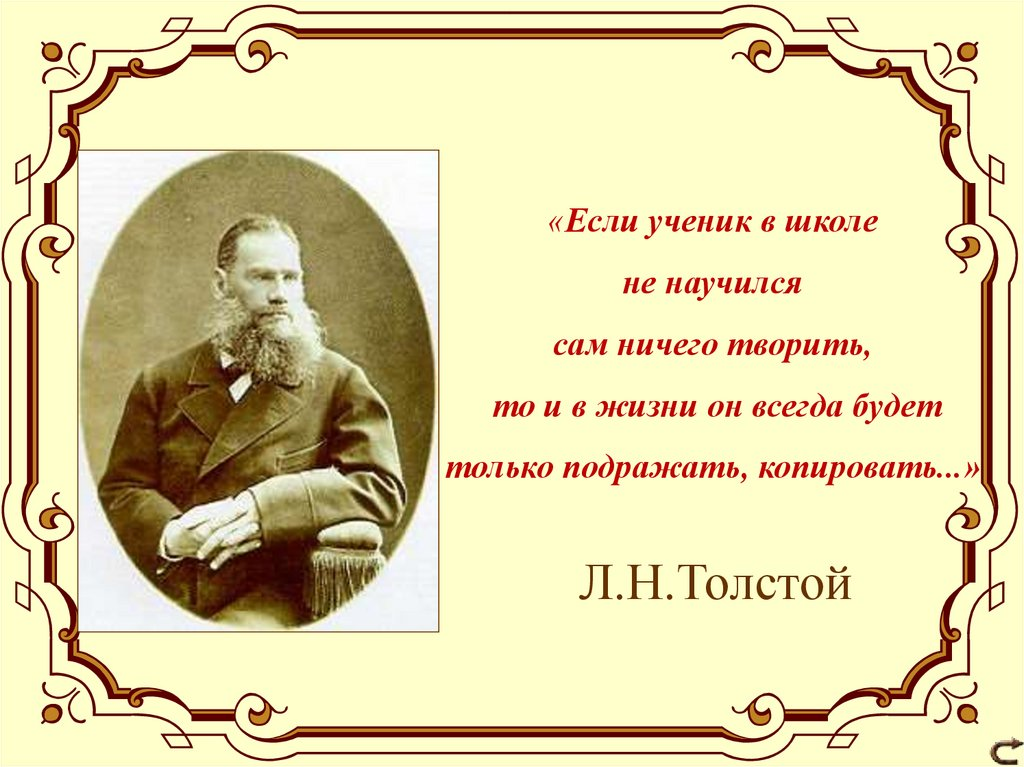 «Если ученик в школе
не научился
сам ничего творить,
то и в жизни он всегда будет
только подражать, копировать...»
Л.Н.Толстой